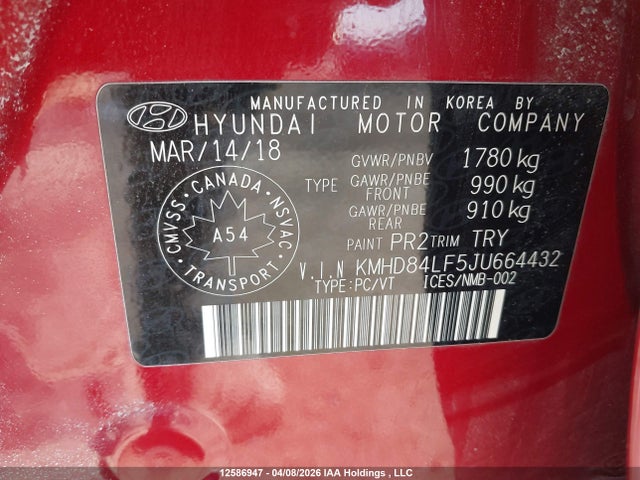 MANUFACTURED IN KOREA BY
HYUNDAI MOTOR COMPANY
MAR/14/18
GVWR/PNBV 1780 kg
TYPE GAWR/PNBE FRONT 990 kg
GAWR/PNBE REAR 910 kg
PAINT PR2 TRIM TRY
CANADA
CMVSS. NSVAC
A54
TRANSPORT
V.I.N KMHD84LF5JU664432
TYPE:PC/VT ICES/NMB-002
12586947 - 04/08/2026 IAA Holdings , LLC